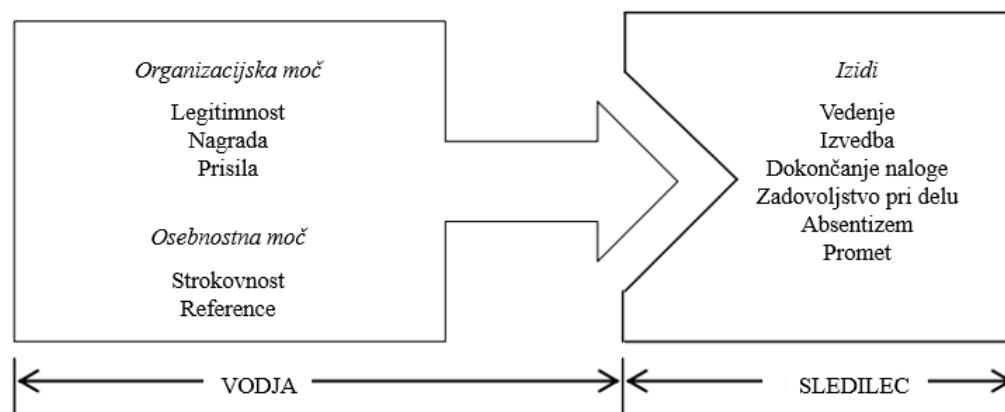 Organizacijska moč
Legitimnost
Nagrada
Prisila
Osebnostna moč
Strokovnost
Reference
Izidi
Vedenje
Izvedba
Dokončanje naloge
Zadovoljstvo pri delu
Absentizem
Promet
VODJA
SLEDILEC